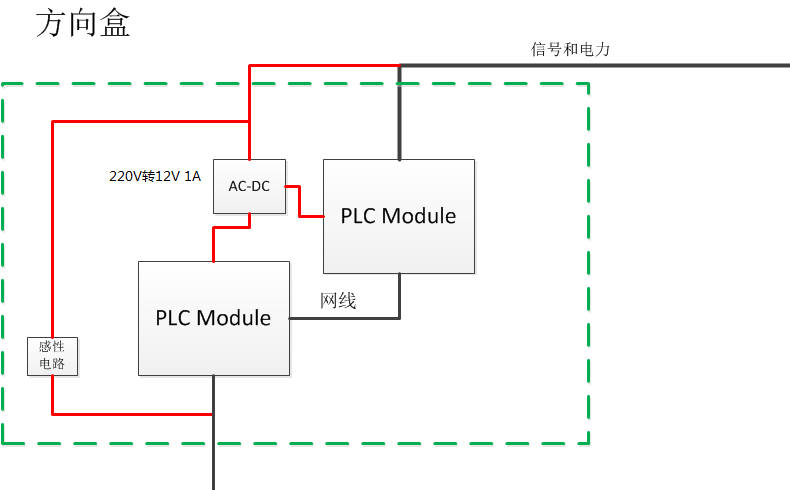 方向盒
信号和电力
220V转12V 1A
AC-DC
PLC Module
PLC Module
网线
感性
电路